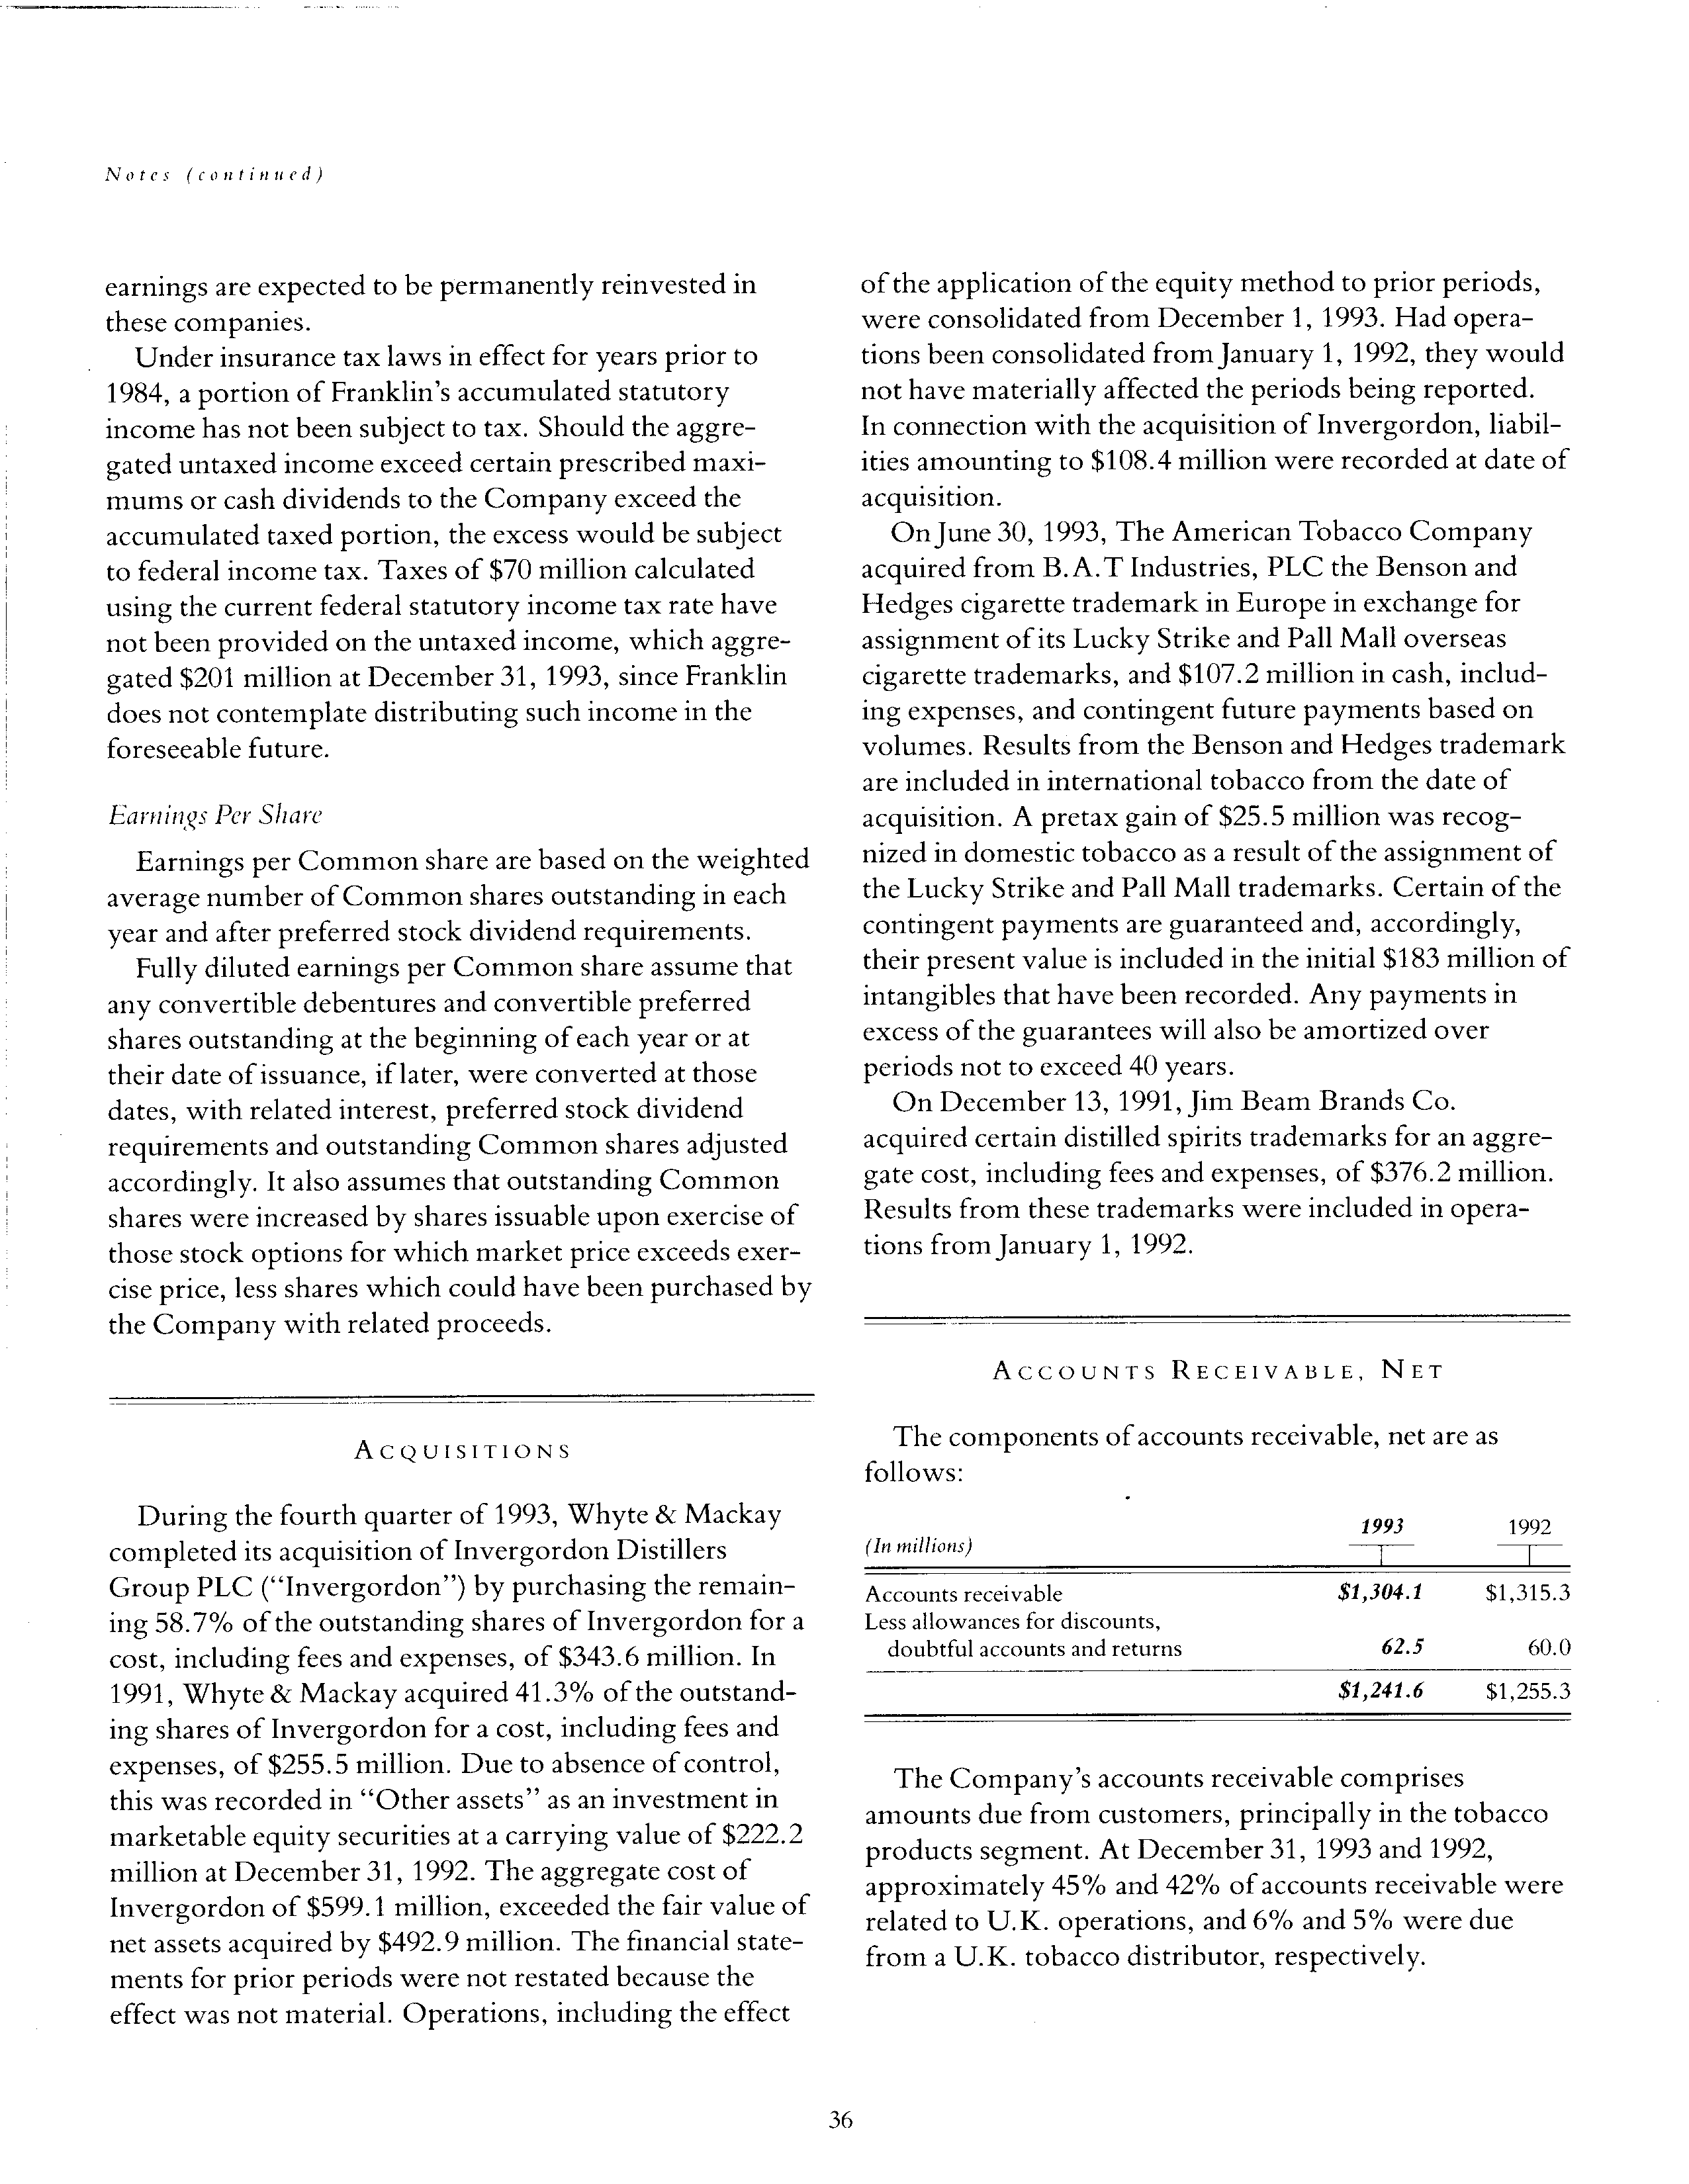 Notes (continued)
earnings are expected to be permanently reinvested in
these companies.
Under insurance tax laws in effect for years prior to
1984, a portion of Franklin's accumulated statutory
income has not been subject to tax. Should the aggre-
gated untaxed income exceed certain prescribed maxi-
mums or cash dividends to the Company exceed the
accumulated taxed portion, the excess would be subject
to federal income tax. Taxes of $70 million calculated
using the current federal statutory income tax rate have
not been provided on the untaxed income, which aggre-
gated $201 million at December 31, 1993, since Franklin
does not contemplate distributing such income in the
foreseeable future.
Earnings Per Share
Earnings per Common share are based on the weighted
average number of Common shares outstanding in each
year and after preferred stock dividend requirements.
Fully diluted earnings per Common share assume that
any convertible debentures and convertible preferred
shares outstanding at the beginning of each year or at
their date of issuance, if later, were converted at those
dates, with related interest, preferred stock dividend
requirements and outstanding Common shares adjusted
accordingly. It also assumes that outstanding Common
shares were increased by shares issuable upon exercise of
those stock options for which market price exceeds exer-
cise price, less shares which could have been purchased by
the Company with related proceeds.
ACQUISITIONS
During the fourth quarter of 1993, Whyte & Mackay
completed its acquisition of Invergordon Distillers
Group PLC (“Invergordon”) by purchasing the remain-
ing 58.7% of the outstanding shares of Invergordon for a
cost, including fees and expenses, of $343.6 million. In
1991, Whyte & Mackay acquired 41.3% of the outstand-
ing shares of Invergordon for a cost, including fees and
expenses, of $255.5 million. Due to absence of control,
this was recorded in “Other assets” as an investment in
marketable equity securities at a carrying value of $222.2
million at December 31, 1992. The aggregate cost of
Invergordon of $599.1 million, exceeded the fair value of
net assets acquired by $492.9 million. The financial state-
ments for prior periods were not restated because the
effect was not material. Operations, including the effect
of the application of the equity method to prior periods,
were consolidated from December 1, 1993. Had opera-
tions been consolidated from January 1, 1992, they would
not have materially affected the periods being reported.
In connection with the acquisition of Invergordon, liabil-
ities amounting to $108.4 million were recorded at date of
acquisition.
On June 30, 1993, The American Tobacco Company
acquired from B.A.T Industries, PLC the Benson and
Hedges cigarette trademark in Europe in exchange for
assignment of its Lucky Strike and Pall Mall overseas
cigarette trademarks, and $107.2 million in cash, includ-
ing expenses, and contingent future payments based on
volumes. Results from the Benson and Hedges trademark
are included in international tobacco from the date of
acquisition. A pretax gain of $25.5 million was recog-
nized in domestic tobacco as a result of the assignment of
the Lucky Strike and Pall Mall trademarks. Certain of the
contingent payments are guaranteed and, accordingly,
their present value is included in the initial $183 million of
intangibles that have been recorded. Any payments in
excess of the guarantees will also be amortized over
periods not to exceed 40 years.
On December 13, 1991, Jim Beam Brands Co.
acquired certain distilled spirits trademarks for an aggre-
gate cost, including fees and expenses, of $376.2 million.
Results from these trademarks were included in opera-
tions from January 1, 1992.
ACCOUNTS RECEIVABLE, NET
The components of accounts receivable, net are as
follows:
(In millions) 1993 1992
Accounts receivable $1,304.1 $1,315.3
Less allowances for discounts,
doubtful accounts and returns 62.5 60.0
$1,241.6 $1,255.3
The Company's accounts receivable comprises
amounts due from customers, principally in the tobacco
products segment. At December 31, 1993 and 1992,
approximately 45% and 42% of accounts receivable were
related to U.K. operations, and 6% and 5% were due
from a U.K. tobacco distributor, respectively.
36